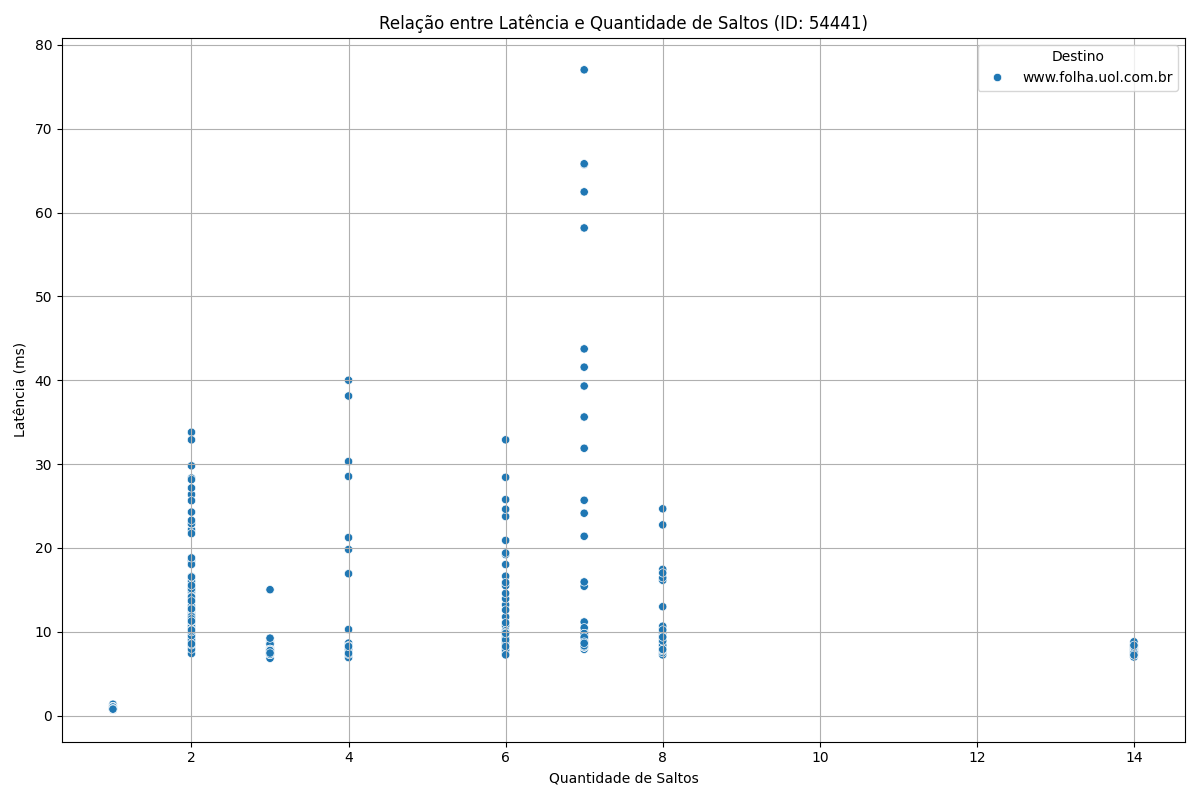 Relação entre Latência e Quantidade de Saltos (ID: 54441)
Destino
www.folha.uol.com.br
80
70
60
50
40
30
20
10
0
Latência (ms)
2 4 6 8 10 12 14
Quantidade de Saltos